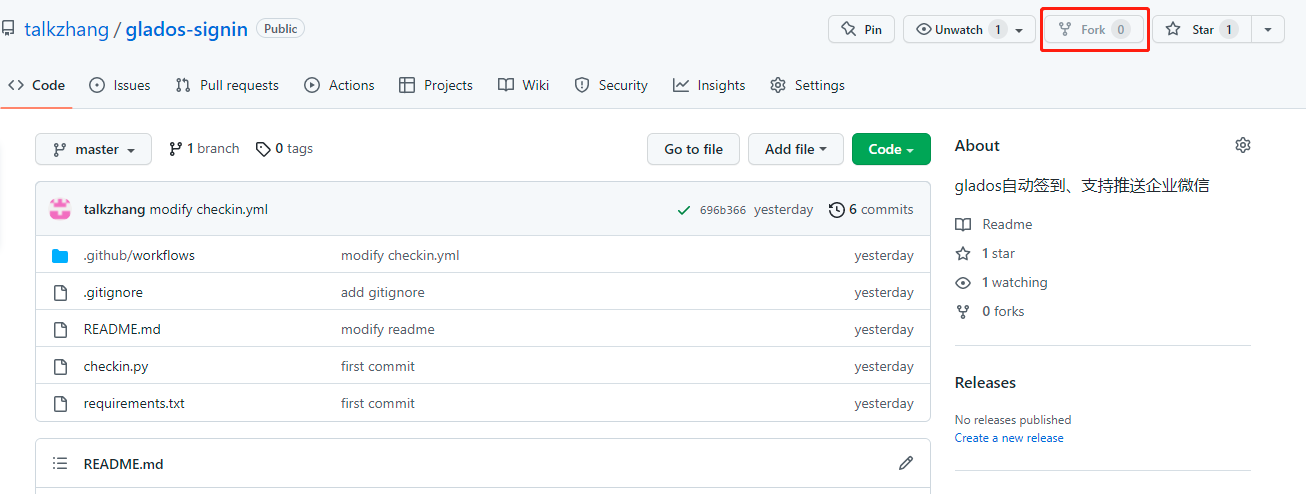 talkzhang / glados-signin Public Pin Unwatch 1 Fork 0 Star 1
Code Issues Pull requests Actions Projects Wiki Security Insights Settings
master 1 branch 0 tags Go to file Add file Code
talkzhang modify checkin.yml 696b366 yesterday 6 commits
.github/workflows modify checkin.yml yesterday
.gitignore add gitignore yesterday
README.md modify readme yesterday
checkin.py first commit yesterday
requirements.txt first commit yesterday
README.md
About
glados自动签到、支持推送企业微信
Readme
1 star
1 watching
0 forks
Releases
No releases published
Create a new release